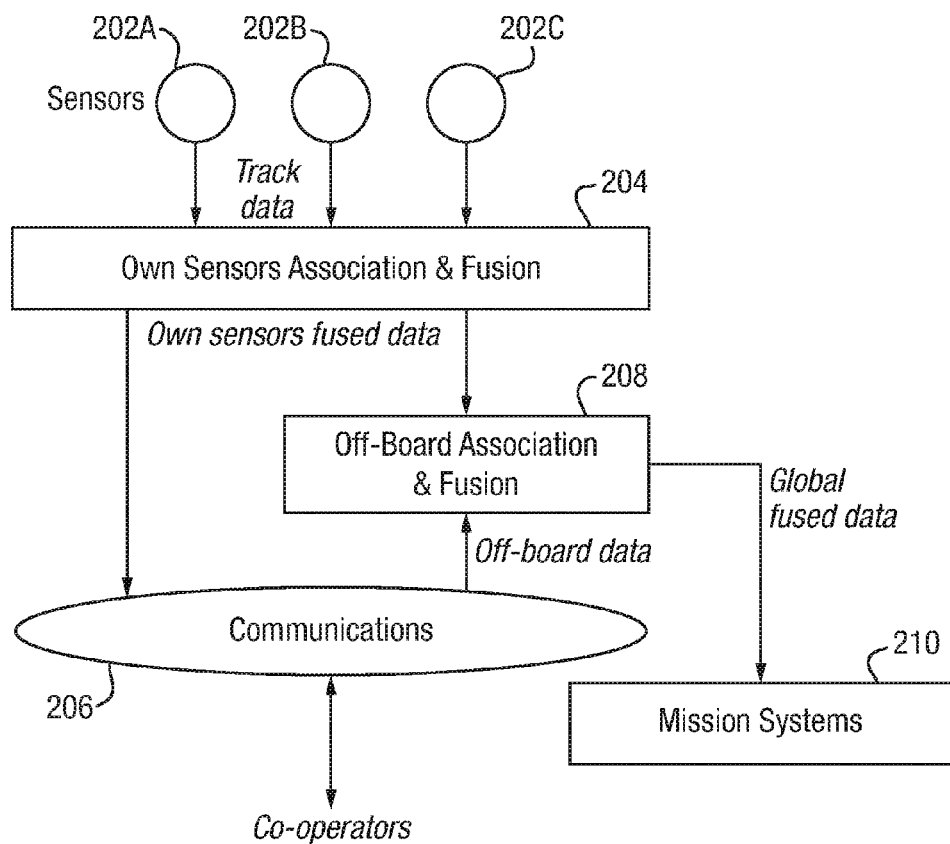 202A
202B
202C
Sensors
Track
data
204
Own Sensors Association & Fusion
Own sensors fused data
208
Off-Board Association
& Fusion
Global
fused data
Off-board data
Communications
206
210
Mission Systems
Co-operators